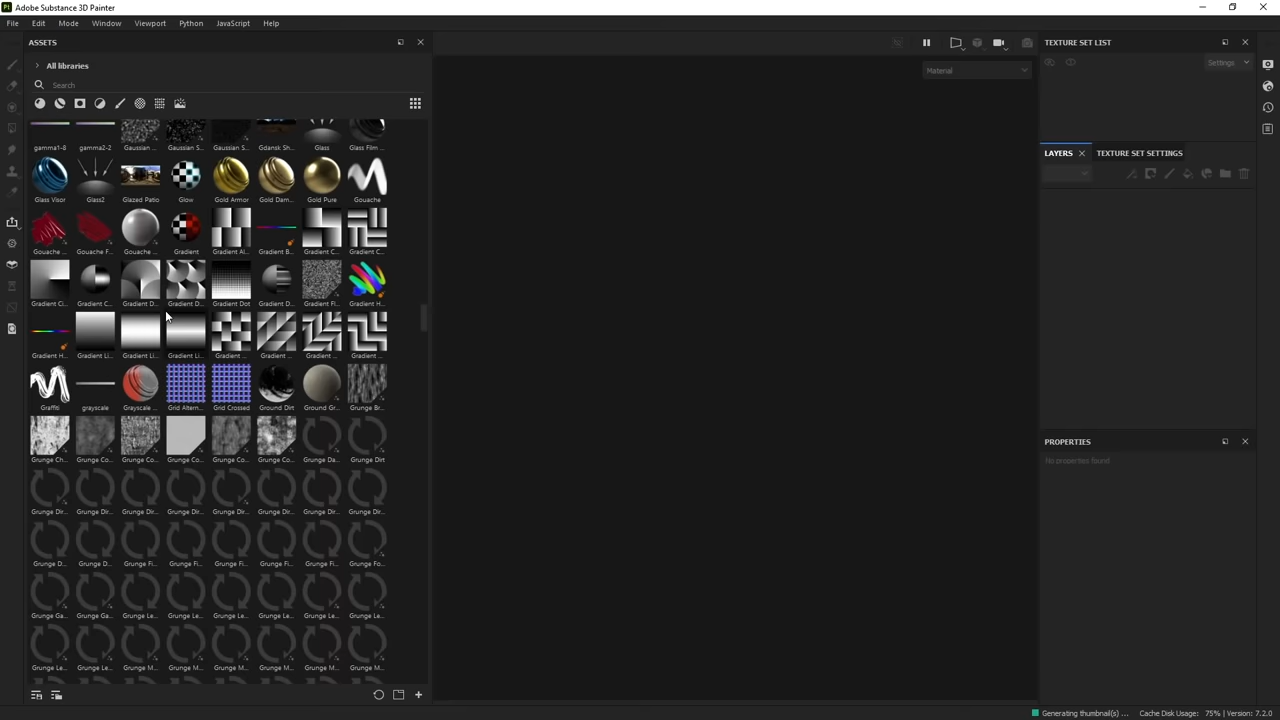 Adobe Substance 3D Painter
File Edit Mode Window Viewport Python JavaScript Help
ASSETS
All libraries
Search
gamma1-8 gamma2-2 Gaussian ... Gaussian S... Gaussian S... Gdansk Sh... Glass Glass Film ...
Glass Visor Glass2 Glazed Patio Glow Gold Armor Gold Dam... Gold Pure Gouache
Gouache ... Gouache F... Gouache ... Gradient Gradient Al... Gradient B... Gradient C... Gradient C...
Gradient Ci... Gradient C... Gradient D... Gradient D... Gradient Dot Gradient D... Gradient Fl... Gradient H...
Gradient H... Gradient Li... Gradient Li... Gradient Li... Gradient ... Gradient ... Gradient ... Gradient ...
Graffiti grayscale Grayscale ... Grid Altern... Grid Crossed Ground Dirt Ground Gr... Grunge Br...
Grunge Ch... Grunge Co... Grunge Co... Grunge Co... Grunge Co... Grunge Co... Grunge Da... Grunge Dirt
Grunge Dir... Grunge Dir... Grunge Dir... Grunge Dir... Grunge Dir... Grunge Dir... Grunge Dir... Grunge Dir...
Grunge D... Grunge D... Grunge Fi... Grunge Fi... Grunge Fi... Grunge Fi... Grunge Fi... Grunge Fo...
Grunge Ga... Grunge Ga... Grunge Le... Grunge Le... Grunge Le... Grunge Le... Grunge Le... Grunge Le...
Grunge Le... Grunge Le... Grunge M... Grunge M... Grunge M... Grunge M... Grunge M... Grunge M...
Material
TEXTURE SET LIST
Settings
LAYERS TEXTURE SET SETTINGS
PROPERTIES
No properties found
Generating thumbnail(s) ... Cache Disk Usage: 75% | Version: 7.2.0